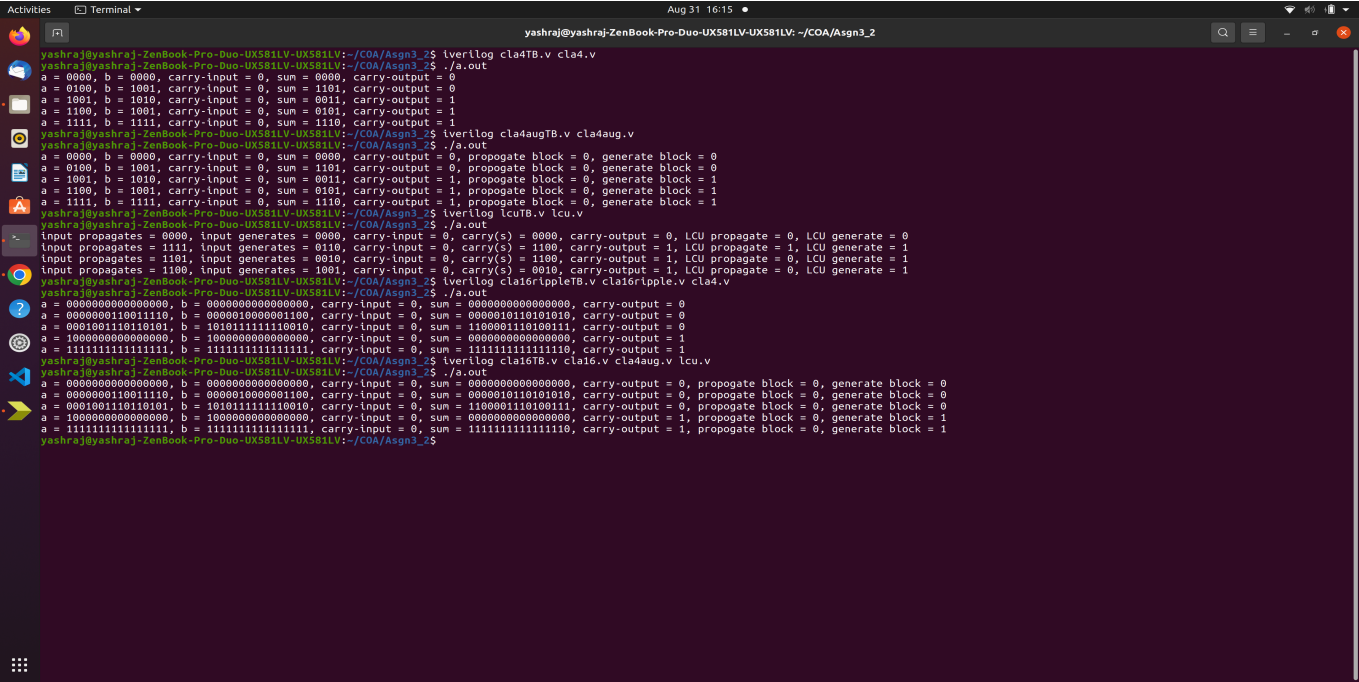 Activities
Terminal
Aug 31 16:15
yashraj@yashraj-ZenBook-Pro-Duo-UX581LV-UX581LV: ~/COA/Asgn3_2
yashraj@yashraj-ZenBook-Pro-Duo-UX581LV-UX581LV:~/COA/Asgn3_2$ iverilog cla4TB.v cla4.v
yashraj@yashraj-ZenBook-Pro-Duo-UX581LV-UX581LV:~/COA/Asgn3_2$ ./a.out
a = 0000, b = 0000, carry-input = 0, sum = 0000, carry-output = 0
a = 0100, b = 1001, carry-input = 0, sum = 1101, carry-output = 0
a = 1001, b = 1010, carry-input = 0, sum = 0011, carry-output = 1
a = 1100, b = 1001, carry-input = 0, sum = 0101, carry-output = 1
a = 1111, b = 1111, carry-input = 0, sum = 1110, carry-output = 1
yashraj@yashraj-ZenBook-Pro-Duo-UX581LV-UX581LV:~/COA/Asgn3_2$ iverilog cla4augTB.v cla4aug.v
yashraj@yashraj-ZenBook-Pro-Duo-UX581LV-UX581LV:~/COA/Asgn3_2$ ./a.out
a = 0000, b = 0000, carry-input = 0, sum = 0000, carry-output = 0, propogate block = 0, generate block = 0
a = 0100, b = 1001, carry-input = 0, sum = 1101, carry-output = 0, propogate block = 0, generate block = 0
a = 1001, b = 1010, carry-input = 0, sum = 0011, carry-output = 1, propogate block = 0, generate block = 1
a = 1100, b = 1001, carry-input = 0, sum = 0101, carry-output = 1, propogate block = 0, generate block = 1
a = 1111, b = 1111, carry-input = 0, sum = 1110, carry-output = 1, propogate block = 0, generate block = 1
yashraj@yashraj-ZenBook-Pro-Duo-UX581LV-UX581LV:~/COA/Asgn3_2$ iverilog lcuTB.v lcu.v
yashraj@yashraj-ZenBook-Pro-Duo-UX581LV-UX581LV:~/COA/Asgn3_2$ ./a.out
input propagates = 0000, input generates = 0000, carry-input = 0, carry(s) = 0000, carry-output = 0, LCU propagate = 0, LCU generate = 0
input propagates = 1111, input generates = 0110, carry-input = 0, carry(s) = 1100, carry-output = 1, LCU propagate = 1, LCU generate = 1
input propagates = 1101, input generates = 0010, carry-input = 0, carry(s) = 1100, carry-output = 1, LCU propagate = 0, LCU generate = 1
input propagates = 1100, input generates = 1001, carry-input = 0, carry(s) = 0010, carry-output = 1, LCU propagate = 0, LCU generate = 1
yashraj@yashraj-ZenBook-Pro-Duo-UX581LV-UX581LV:~/COA/Asgn3_2$ iverilog cla16rippleTB.v cla16ripple.v cla4.v
yashraj@yashraj-ZenBook-Pro-Duo-UX581LV-UX581LV:~/COA/Asgn3_2$ ./a.out
a = 0000000000000000, b = 0000000000000000, carry-input = 0, sum = 0000000000000000, carry-output = 0
a = 0000000110011110, b = 0000010000001100, carry-input = 0, sum = 0000010110101010, carry-output = 0
a = 0001001110110101, b = 1010111111110010, carry-input = 0, sum = 1100001110100111, carry-output = 0
a = 1000000000000000, b = 1000000000000000, carry-input = 0, sum = 0000000000000000, carry-output = 1
a = 1111111111111111, b = 1111111111111111, carry-input = 0, sum = 1111111111111110, carry-output = 1
yashraj@yashraj-ZenBook-Pro-Duo-UX581LV-UX581LV:~/COA/Asgn3_2$ iverilog cla16TB.v cla16.v cla4aug.v lcu.v
yashraj@yashraj-ZenBook-Pro-Duo-UX581LV-UX581LV:~/COA/Asgn3_2$ ./a.out
a = 0000000000000000, b = 0000000000000000, carry-input = 0, sum = 0000000000000000, carry-output = 0, propogate block = 0, generate block = 0
a = 0000000110011110, b = 0000010000001100, carry-input = 0, sum = 0000010110101010, carry-output = 0, propogate block = 0, generate block = 0
a = 0001001110110101, b = 1010111111110010, carry-input = 0, sum = 1100001110100111, carry-output = 0, propogate block = 0, generate block = 0
a = 1000000000000000, b = 1000000000000000, carry-input = 0, sum = 0000000000000000, carry-output = 1, propogate block = 0, generate block = 1
a = 1111111111111111, b = 1111111111111111, carry-input = 0, sum = 1111111111111110, carry-output = 1, propogate block = 0, generate block = 1
yashraj@yashraj-ZenBook-Pro-Duo-UX581LV-UX581LV:~/COA/Asgn3_2$